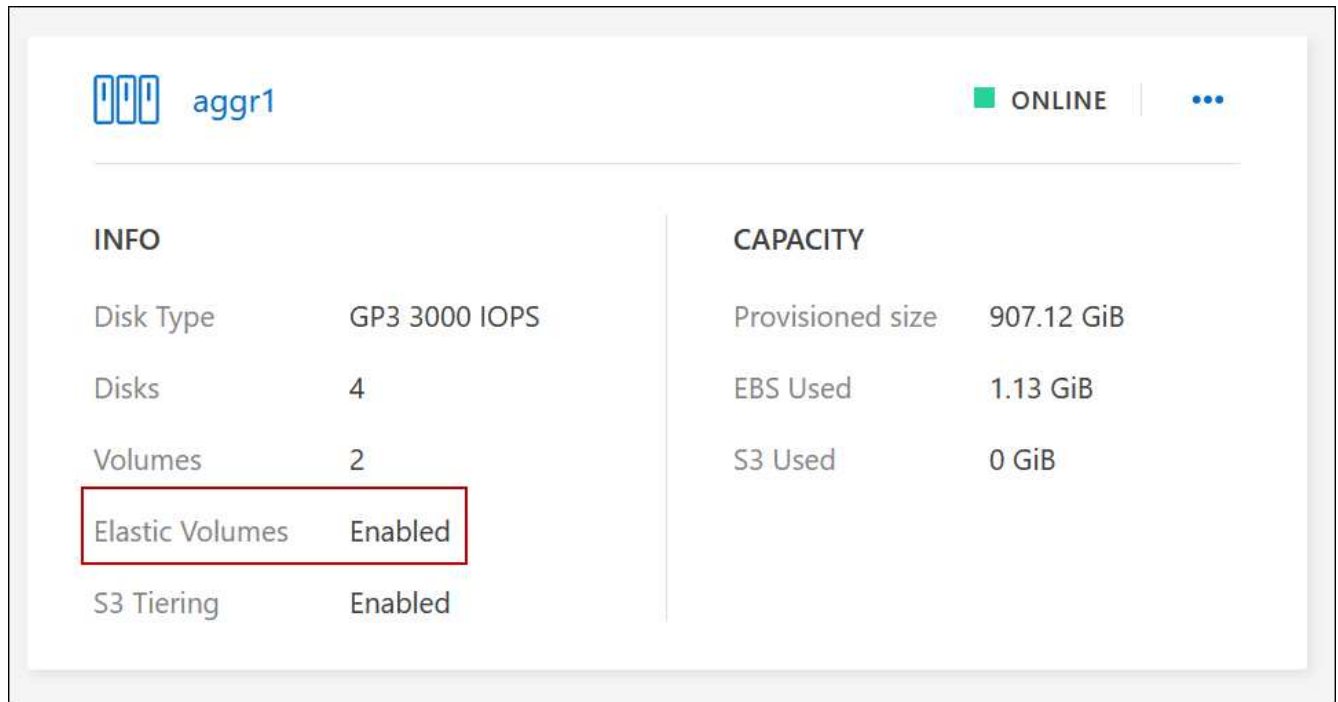 aggr1
ONLINE
INFO
Disk Type GP3 3000 IOPS
Disks 4
Volumes 2
Elastic Volumes Enabled
S3 Tiering Enabled
CAPACITY
Provisioned size 907.12 GiB
EBS Used 1.13 GiB
S3 Used 0 GiB